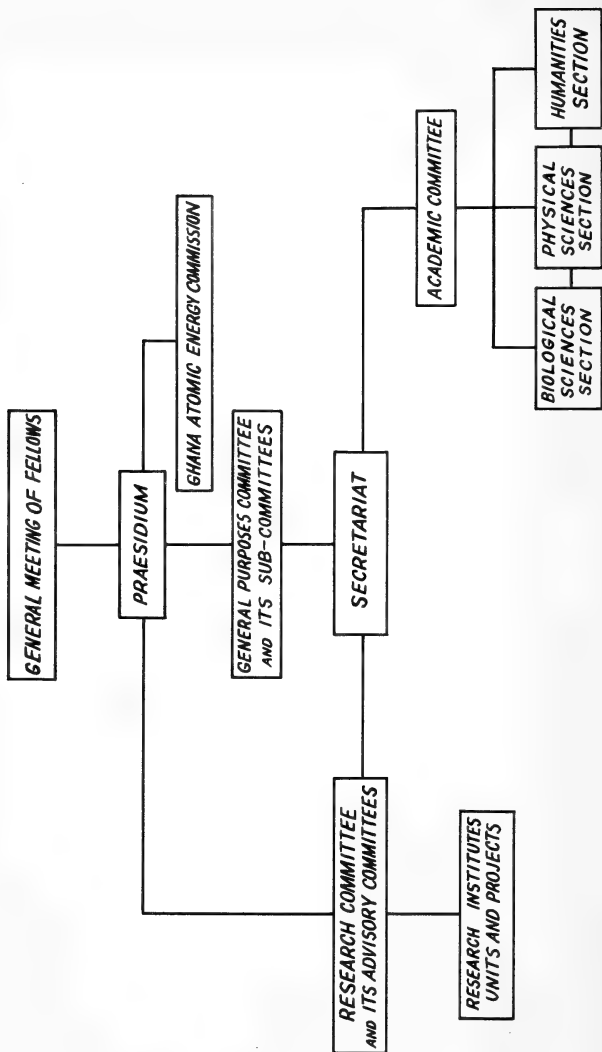 GENERAL MEETING OF FELLOWS
PRAESIDIUM
GHANA ATOMIC ENERGY COMMISSION
GENERAL PURPOSES COMMITTEE
AND ITS SUB-COMMITTEES
RESEARCH COMMITTEE
AND ITS ADVISORY COMMITTEES
SECRETARIAT
ACADEMIC COMMITTEE
RESEARCH INSTITUTES
UNITS AND PROJECTS
BIOLOGICAL
SCIENCES
SECTION
PHYSICAL
SCIENCES
SECTION
HUMANITIES
SECTION